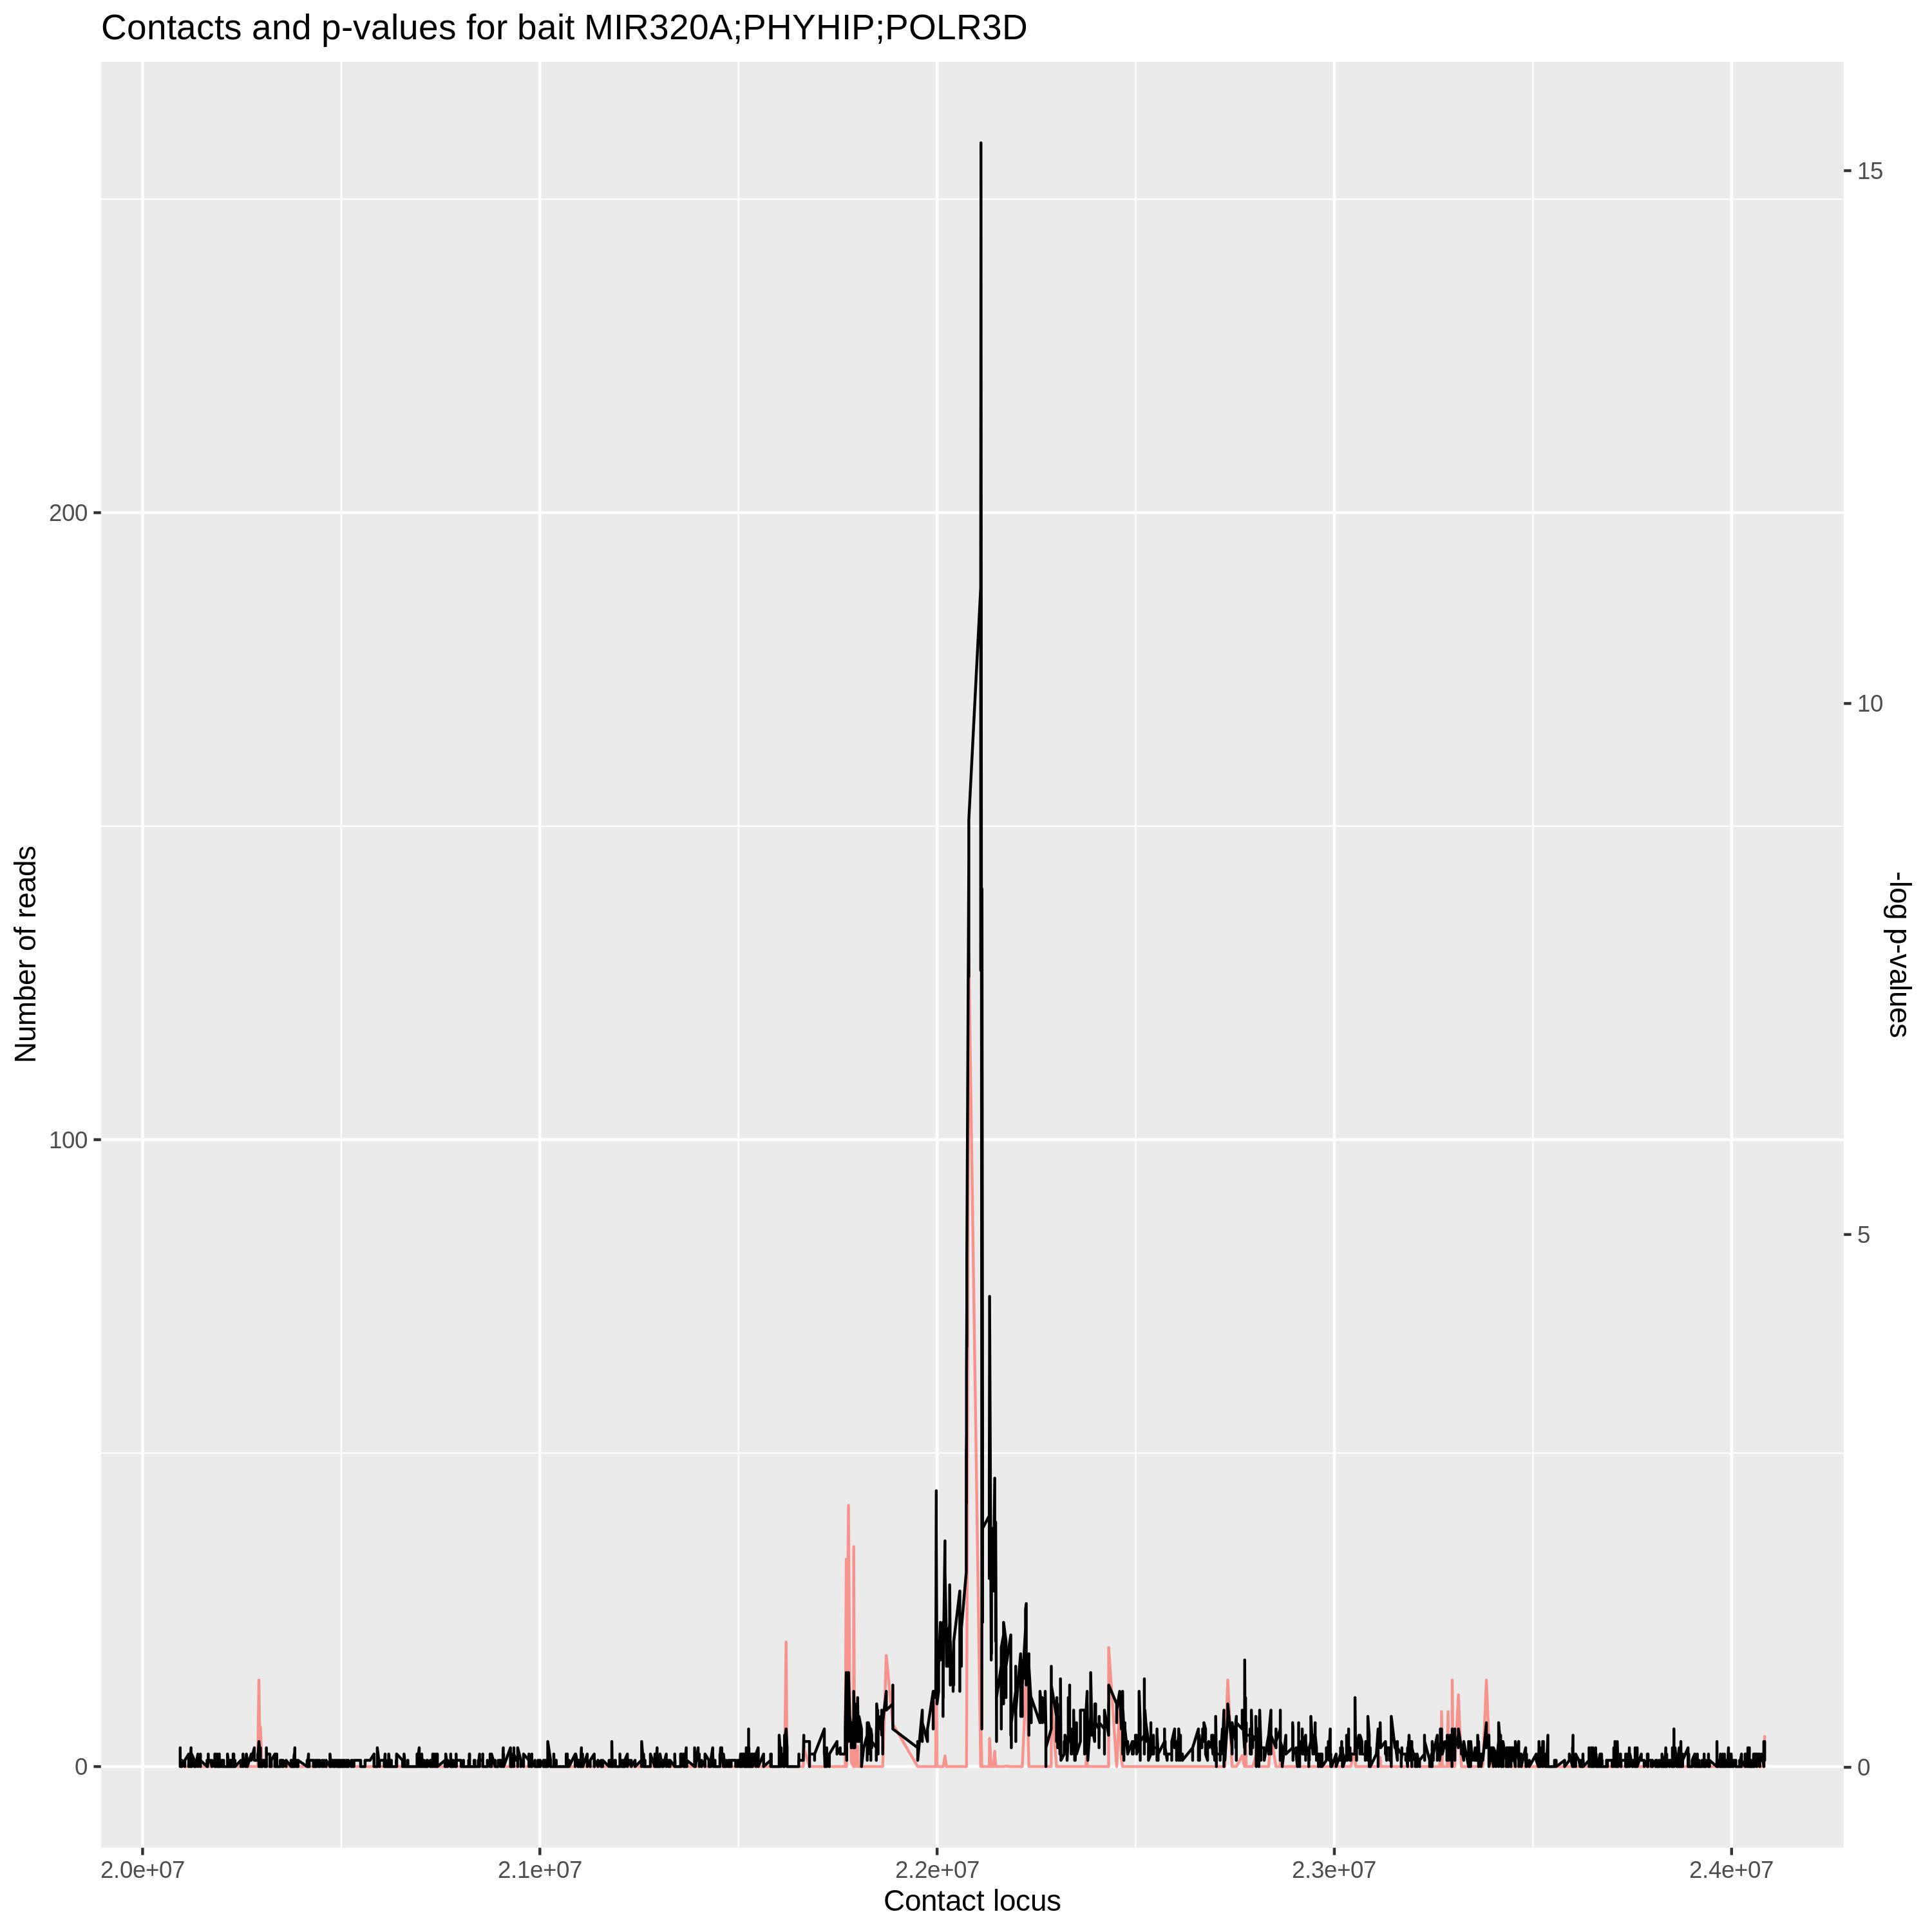 Contacts and p-values for bait MIR320A;PHYHIP;POLR3D
15
200
10
Number of reads
-log p-values
100
5
0
0
2.0e+07 2.1e+07 2.2e+07 2.3e+07 2.4e+07
Contact locus